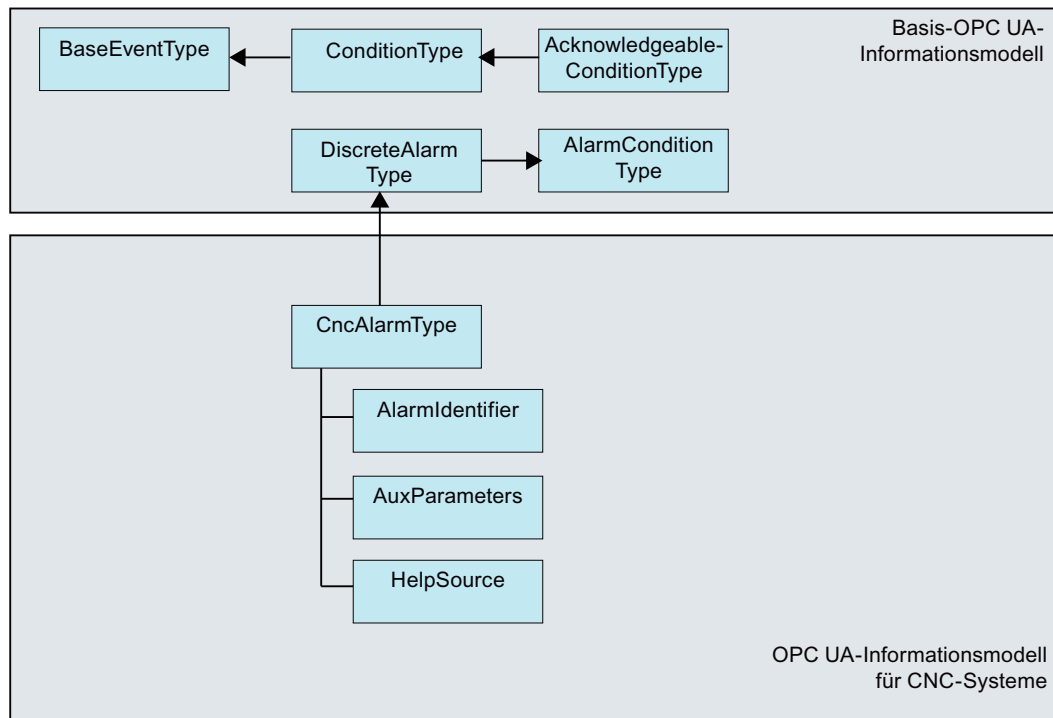 Basis-OPC UA-
Informationsmodell
BaseEventType
ConditionType
Acknowledgeable-
ConditionType
DiscreteAlarm
Type
AlarmCondition
Type
CncAlarmType
AlarmIdentifier
AuxParameters
HelpSource
OPC UA-Informationsmodell
für CNC-Systeme